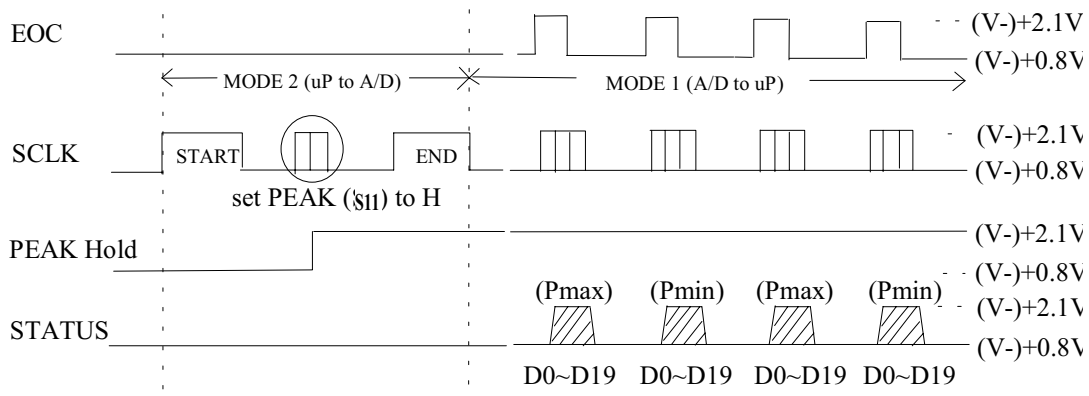 EOC
(V-)+2.1V
(V-)+0.8V
MODE 2 (uP to A/D)
MODE 1 (A/D to uP)
SCLK
START
END
(V-)+2.1V
(V-)+0.8V
set PEAK (S11) to H
PEAK Hold
(V-)+2.1V
(V-)+0.8V
(Pmax) (Pmin) (Pmax) (Pmin)
STATUS
(V-)+2.1V
(V-)+0.8V
D0~D19 D0~D19 D0~D19 D0~D19